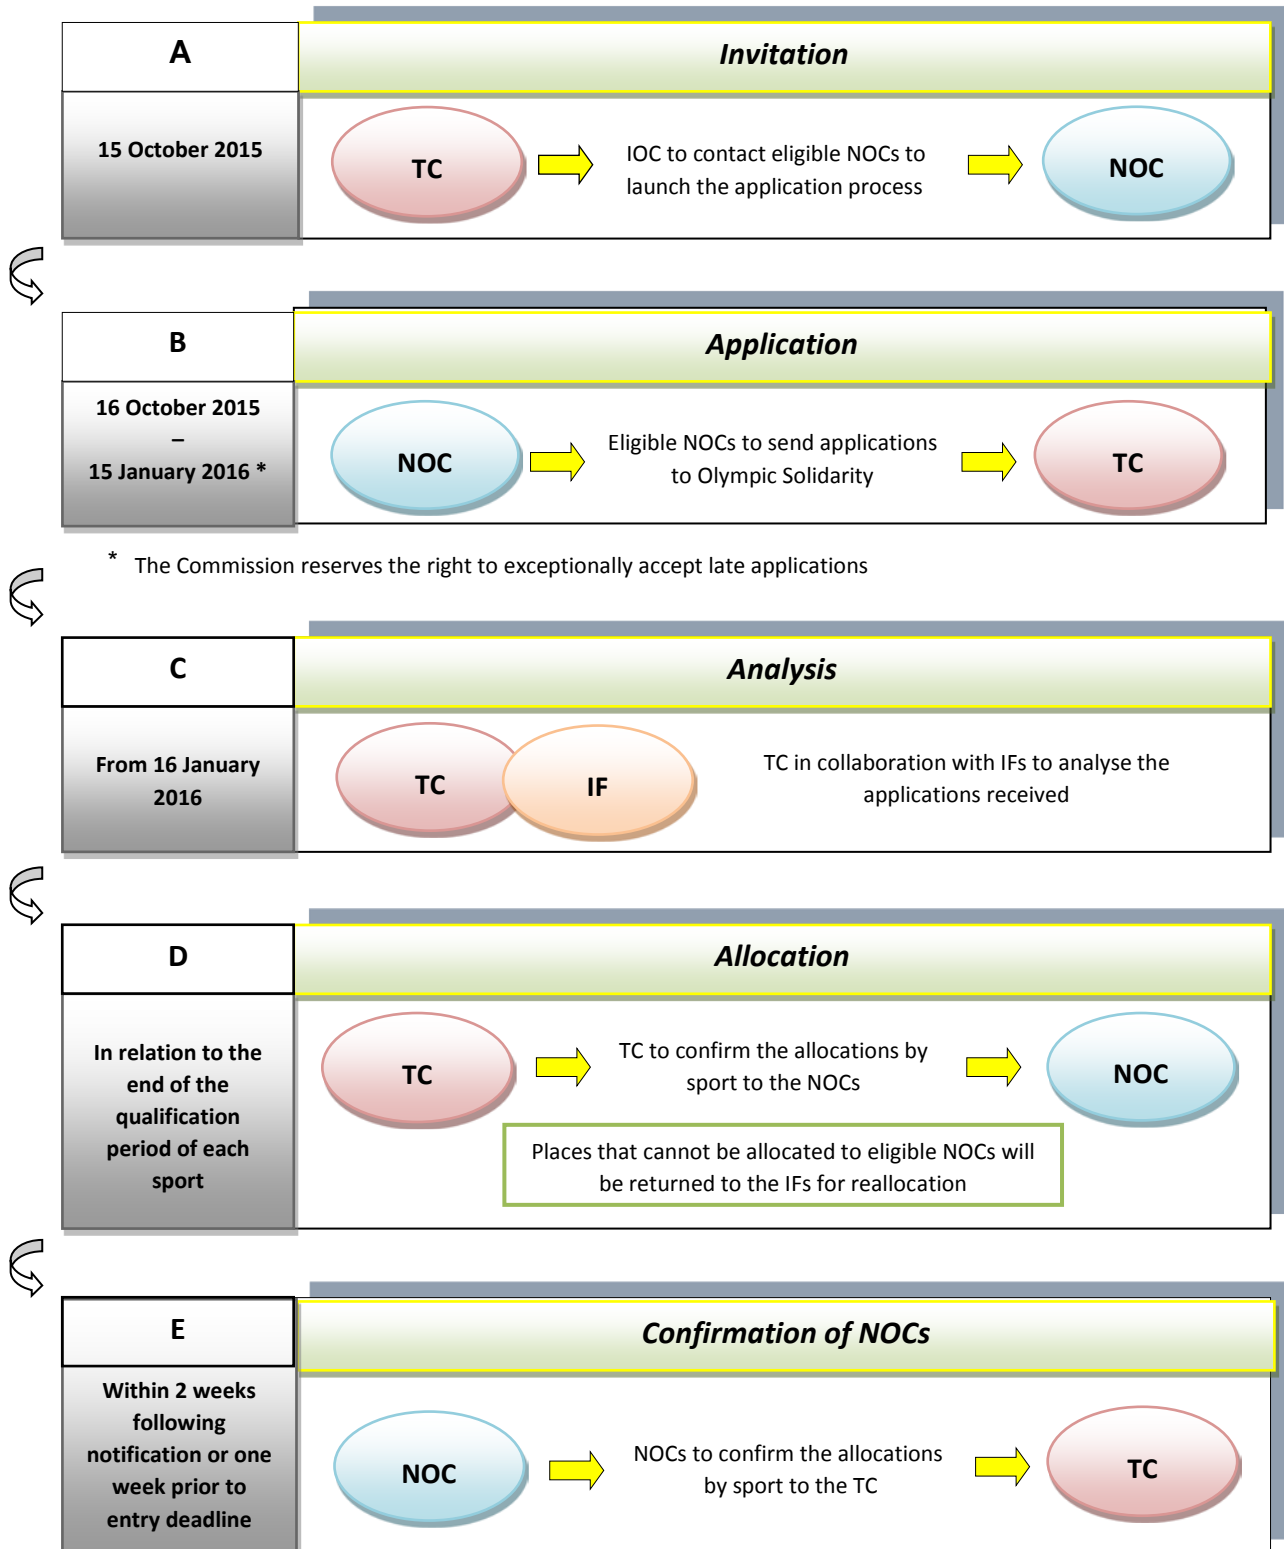 A
Invitation
15 October 2015
TC
IOC to contact eligible NOCs to
launch the application process
NOC
B
Application
16 October 2015
–
15 January 2016 *
NOC
Eligible NOCs to send applications
to Olympic Solidarity
TC
* The Commission reserves the right to exceptionally accept late applications
C
Analysis
From 16 January
2016
TC
IF
TC in collaboration with IFs to analyse the
applications received
D
Allocation
In relation to the
end of the
qualification
period of each
sport
TC
TC to confirm the allocations by
sport to the NOCs
NOC
Places that cannot be allocated to eligible NOCs will
be returned to the IFs for reallocation
E
Confirmation of NOCs
Within 2 weeks
following
notification or one
week prior to
entry deadline
NOC
NOCs to confirm the allocations
by sport to the TC
TC